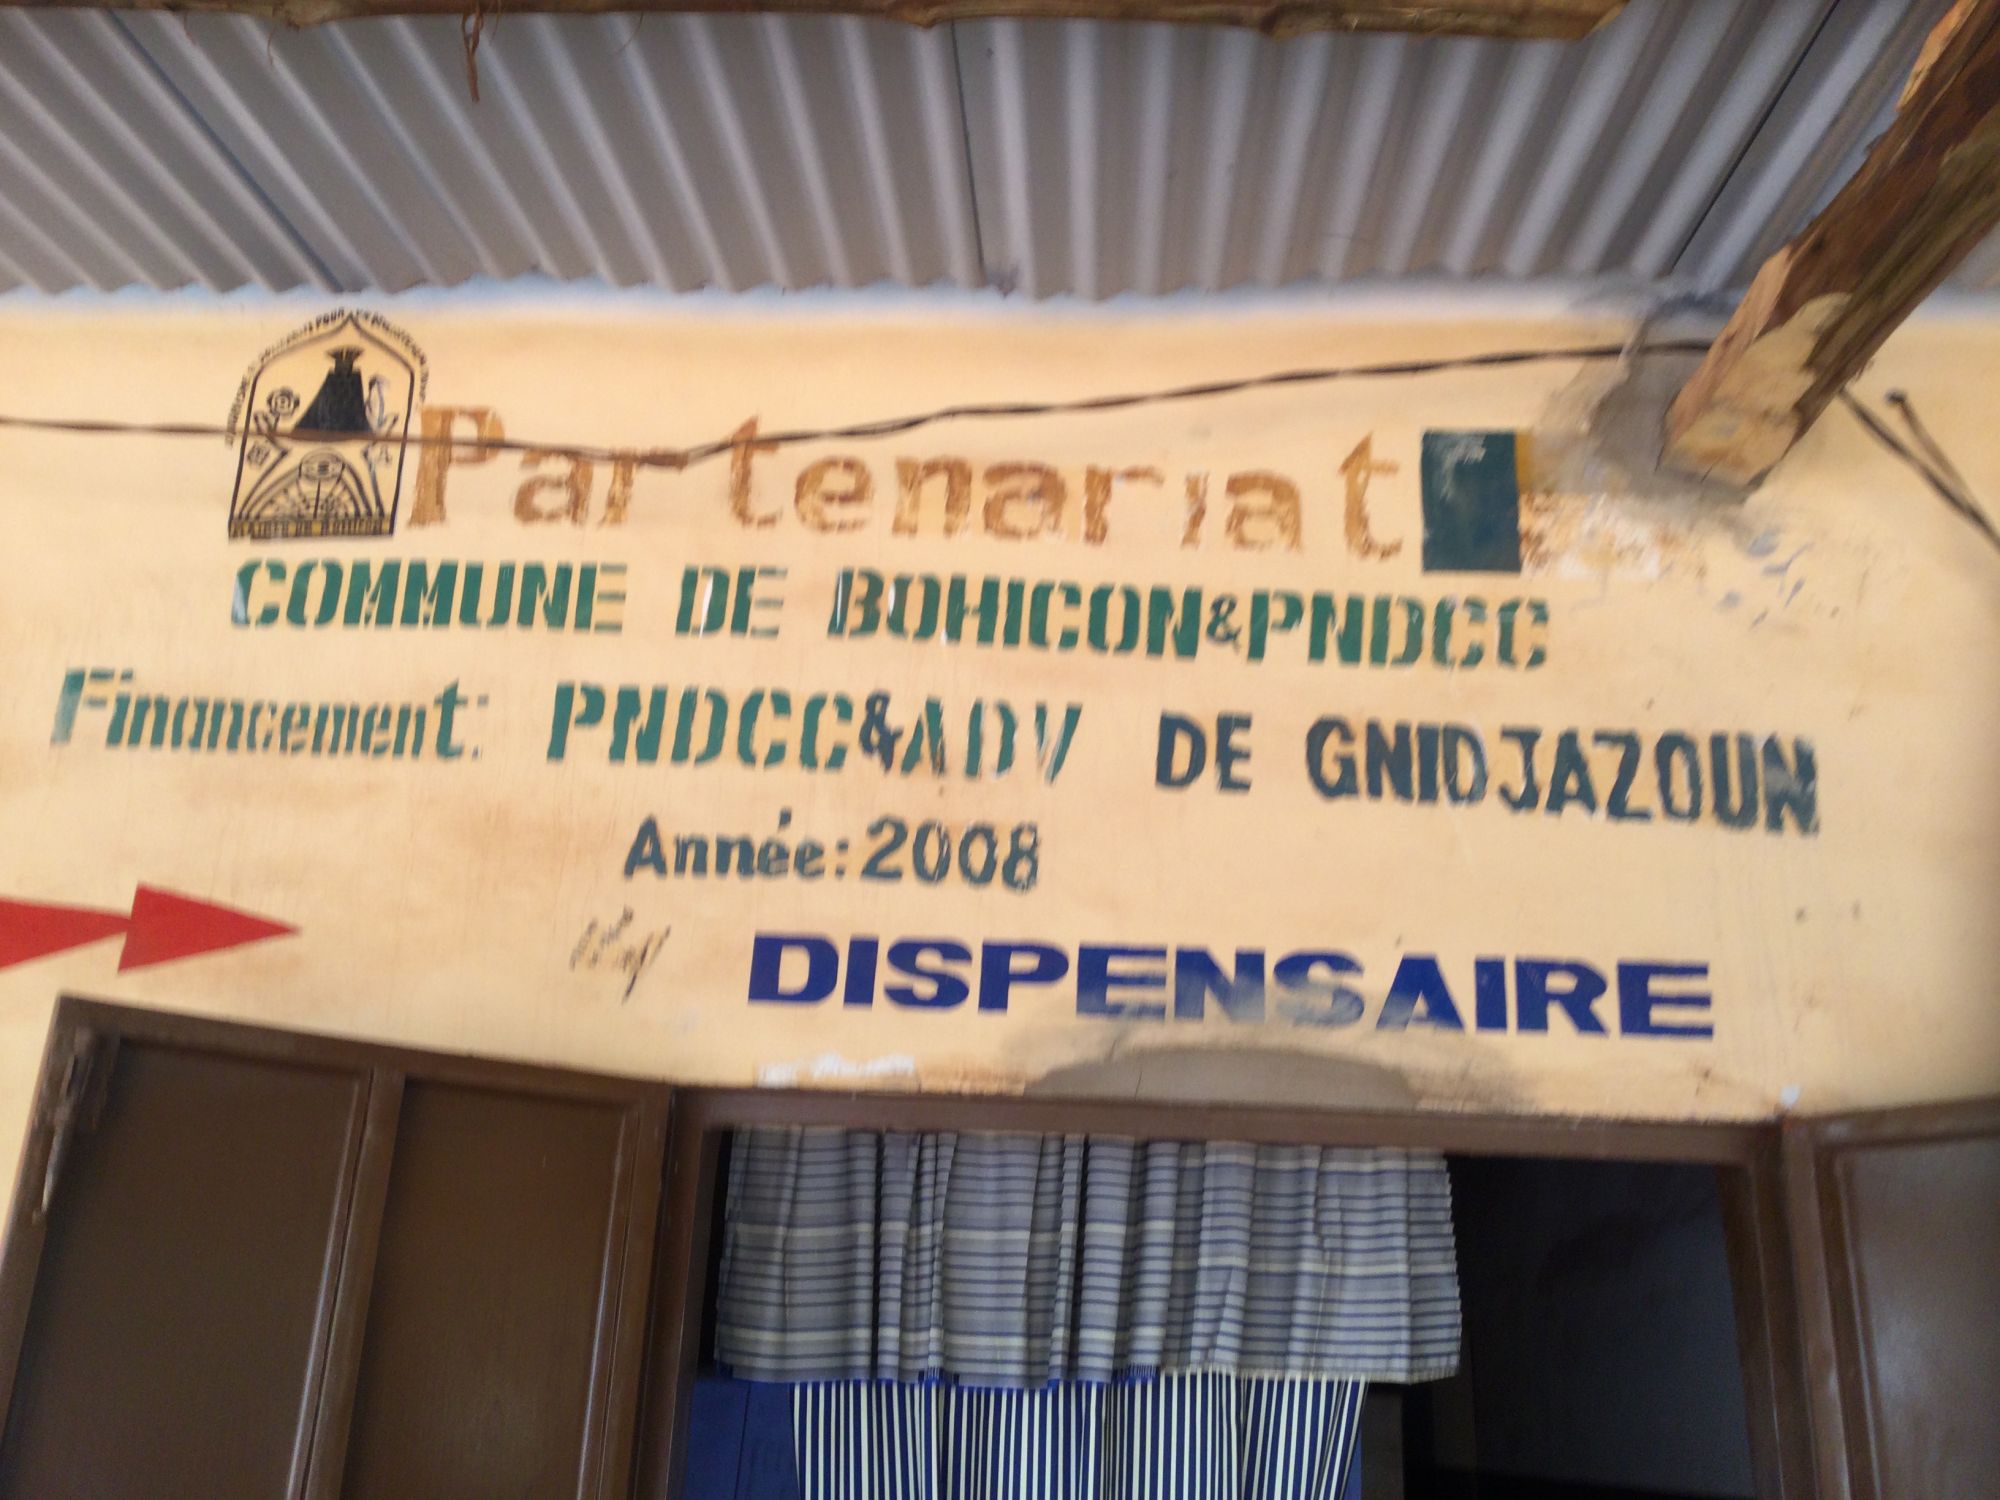 Partenariat
COMMUNE DE BOHICON&PNDCC
Financement: PNDCC&ADV DE GNIDJAZOUN
Année:2008
DISPENSAIRE